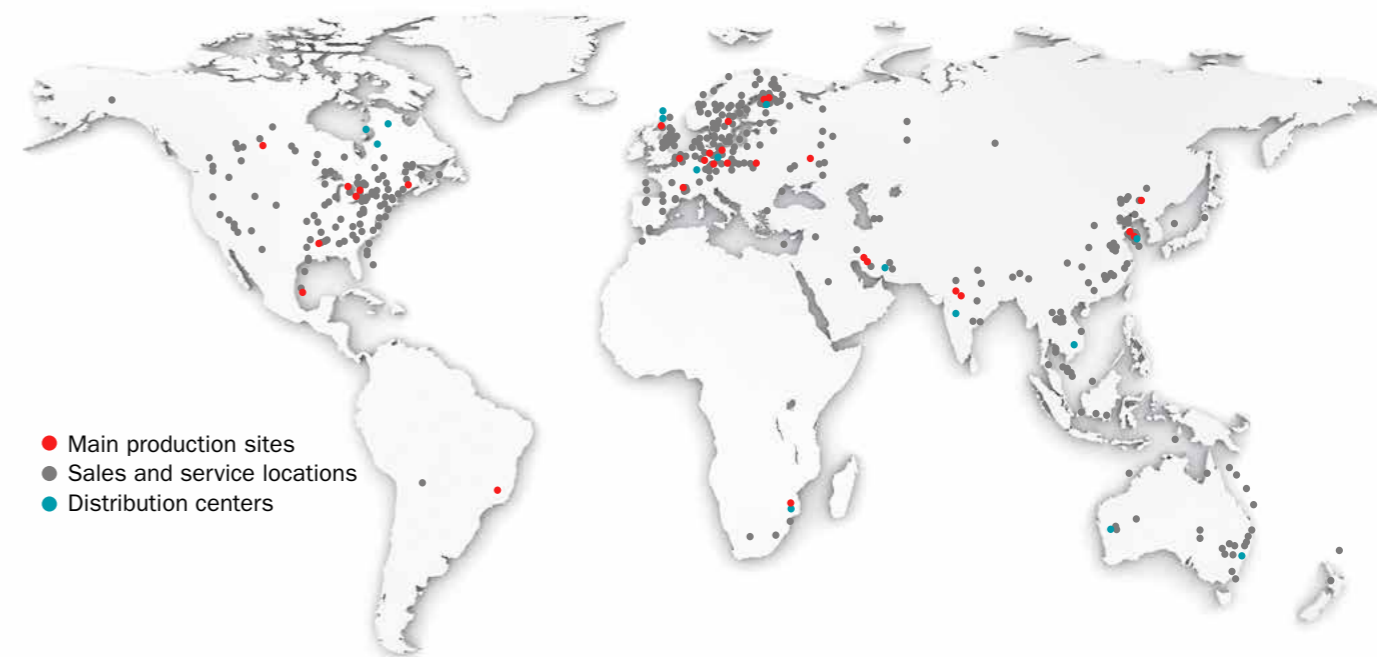 Main production sites
Sales and service locations
Distribution centers